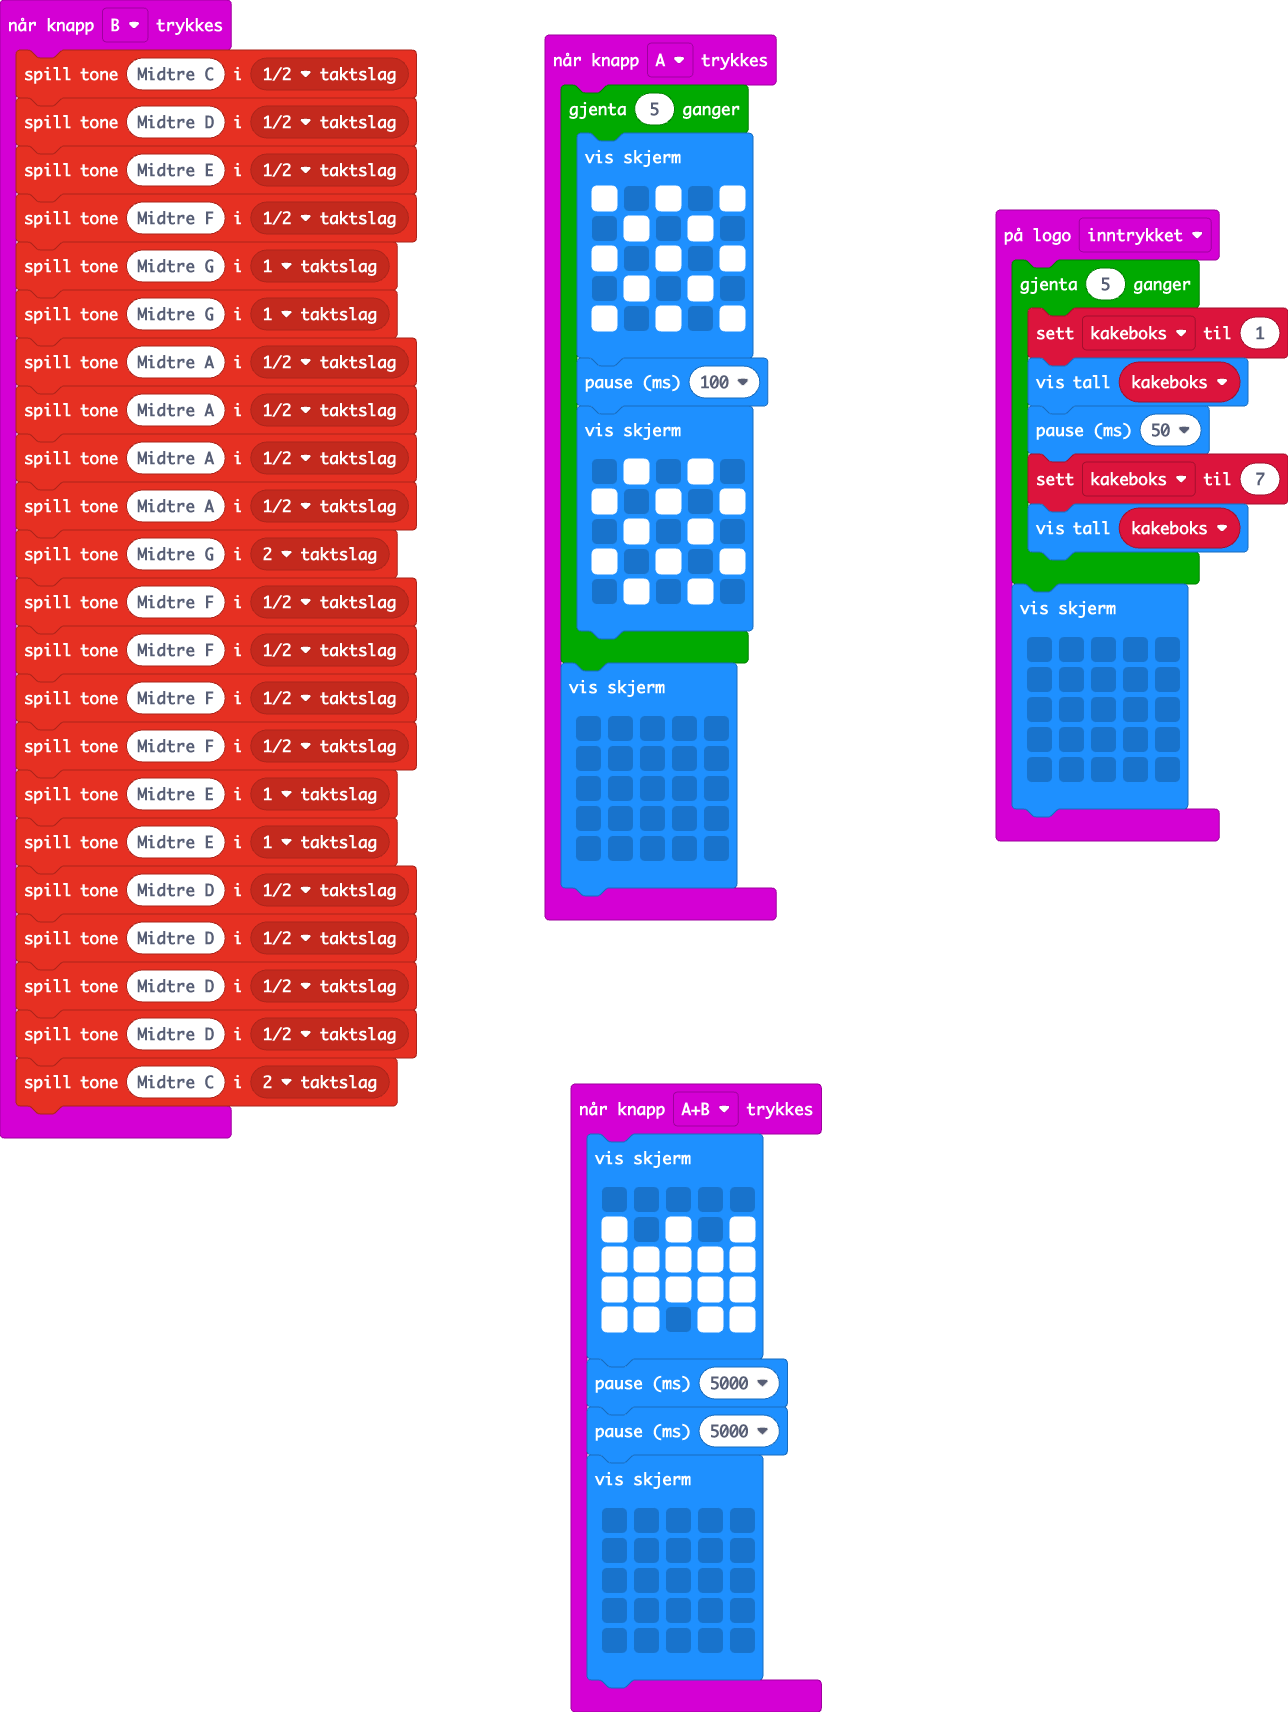 når knapp B trykkes
spill tone Midtre C i 1/2 taktslag
spill tone Midtre D i 1/2 taktslag
spill tone Midtre E i 1/2 taktslag
spill tone Midtre F i 1/2 taktslag
spill tone Midtre G i 1 taktslag
spill tone Midtre G i 1 taktslag
spill tone Midtre A i 1/2 taktslag
spill tone Midtre A i 1/2 taktslag
spill tone Midtre A i 1/2 taktslag
spill tone Midtre A i 1/2 taktslag
spill tone Midtre G i 2 taktslag
spill tone Midtre F i 1/2 taktslag
spill tone Midtre F i 1/2 taktslag
spill tone Midtre F i 1/2 taktslag
spill tone Midtre F i 1/2 taktslag
spill tone Midtre E i 1 taktslag
spill tone Midtre E i 1 taktslag
spill tone Midtre D i 1/2 taktslag
spill tone Midtre D i 1/2 taktslag
spill tone Midtre D i 1/2 taktslag
spill tone Midtre D i 1/2 taktslag
spill tone Midtre C i 2 taktslag
når knapp A trykkes
gjenta 5 ganger
vis skjerm
pause (ms) 100
vis skjerm
vis skjerm
på logo inntrykket
gjenta 5 ganger
sett kakeboks til 1
vis tall kakeboks
pause (ms) 50
sett kakeboks til 7
vis tall kakeboks
vis skjerm
når knapp A+B trykkes
vis skjerm
pause (ms) 5000
pause (ms) 5000
vis skjerm